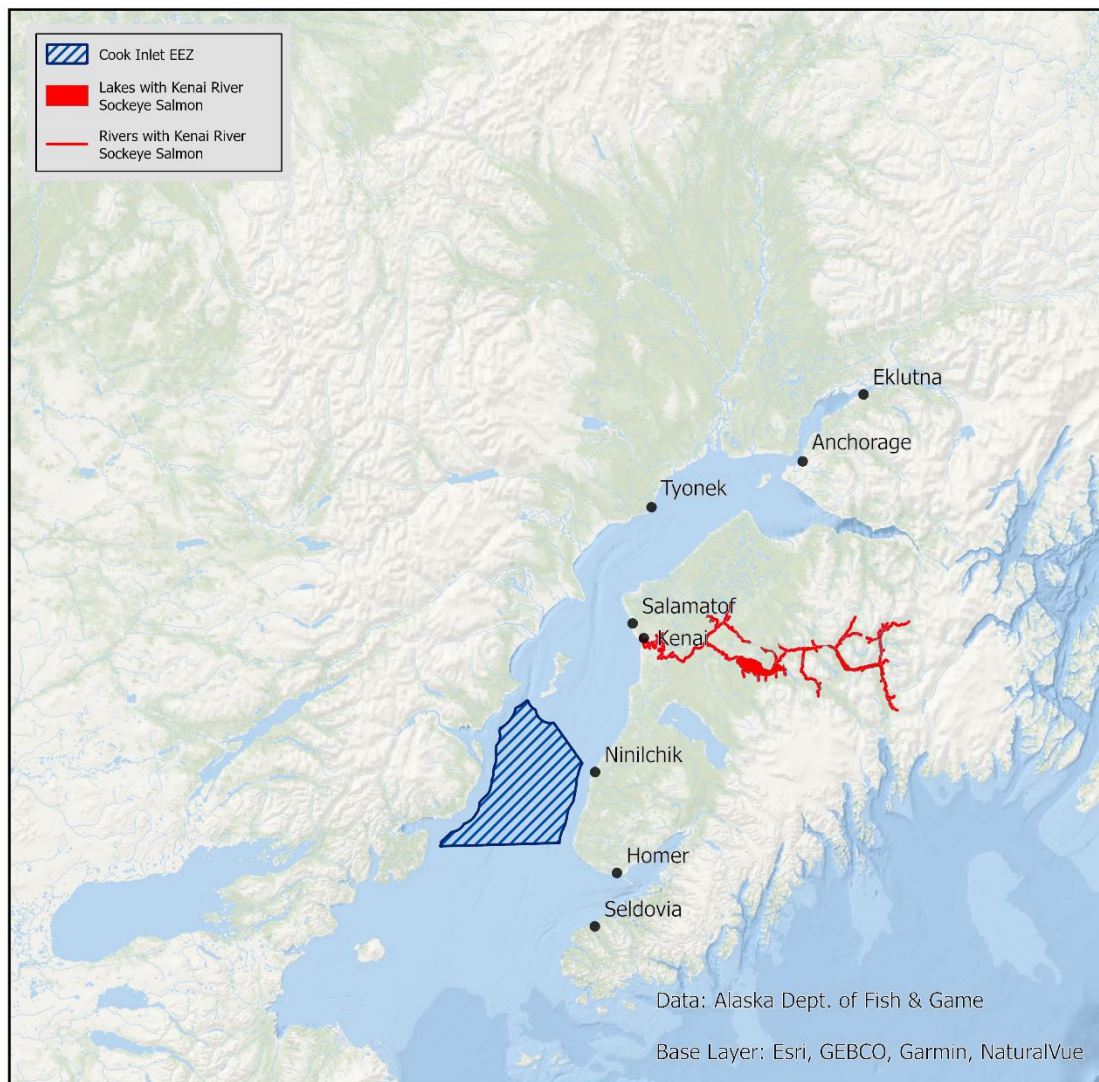 Cook Inlet EEZ
Lakes with Kenai River
Sockeye Salmon
Rivers with Kenai River
Sockeye Salmon
Eklutna
Anchorage
Tyonek
Salamatof
Kenai
Ninilchik
Homer
Seldovia
Data: Alaska Dept. of Fish & Game
Base Layer: Esri, GEBCO, Garmin, NaturalVue